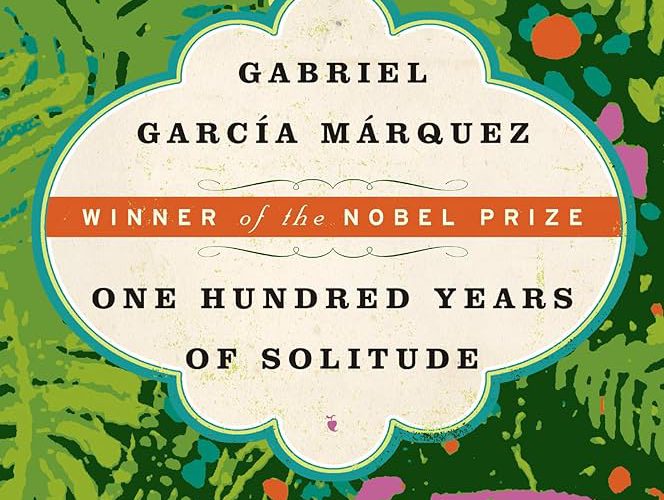 GABRIEL
GARCÍA MÁRQUEZ
WINNER of the NOBEL PRIZE
ONE HUNDRED YEARS
OF SOLITUDE